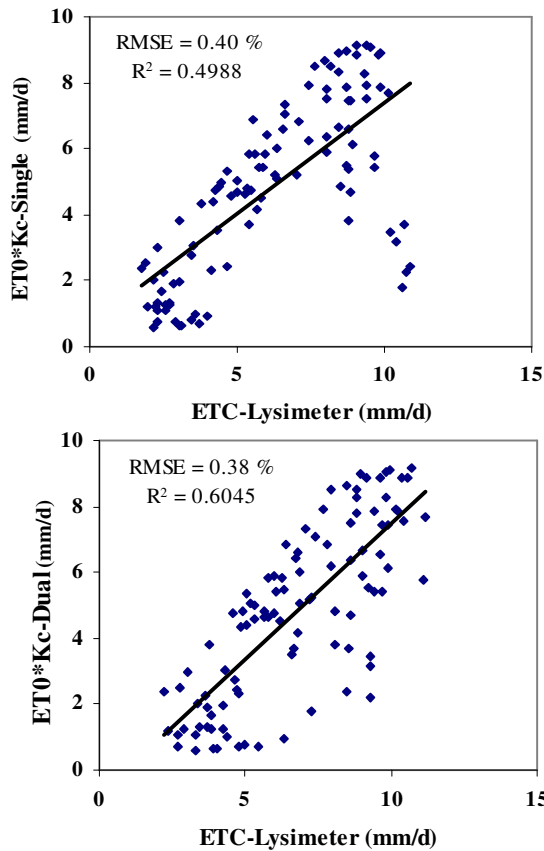 10
RMSE = 0.40 %
R² = 0.4988
8
6
4
2
0
ET0*Kc-Single (mm/d)
0 5 10 15
ETC-Lysimeter (mm/d)
10
RMSE = 0.38 %
R² = 0.6045
8
6
4
2
0
ET0*Kc-Dual (mm/d)
0 5 10 15
ETC-Lysimeter (mm/d)